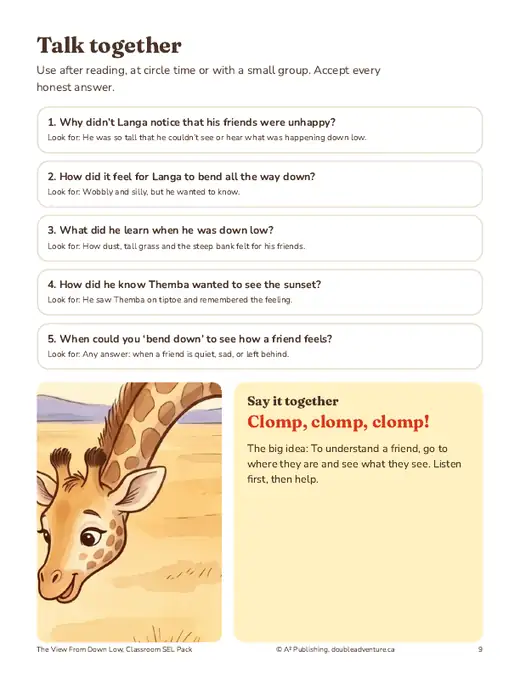 Talk together
Use after reading, at circle time or with a small group. Accept every
honest answer.
1. Why didn't Langa notice that his friends were unhappy?
Look for: He was so tall that he couldn't see or hear what was happening down low.
2. How did it feel for Langa to bend all the way down?
Look for: Wobbly and silly, but he wanted to know.
3. What did he learn when he was down low?
Look for: How dust, tall grass and the steep bank felt for his friends.
4. How did he know Themba wanted to see the sunset?
Look for: He saw Themba on tiptoe and remembered the feeling.
5. When could you ‘bend down’ to see how a friend feels?
Look for: Any answer: when a friend is quiet, sad, or left behind.
Say it together
Clomp, clomp, clomp!
The big idea: To understand a friend, go to
where they are and see what they see. Listen
first, then help.
The View From Down Low, Classroom SEL Pack
© A² Publishing, doubleadventure.ca
9